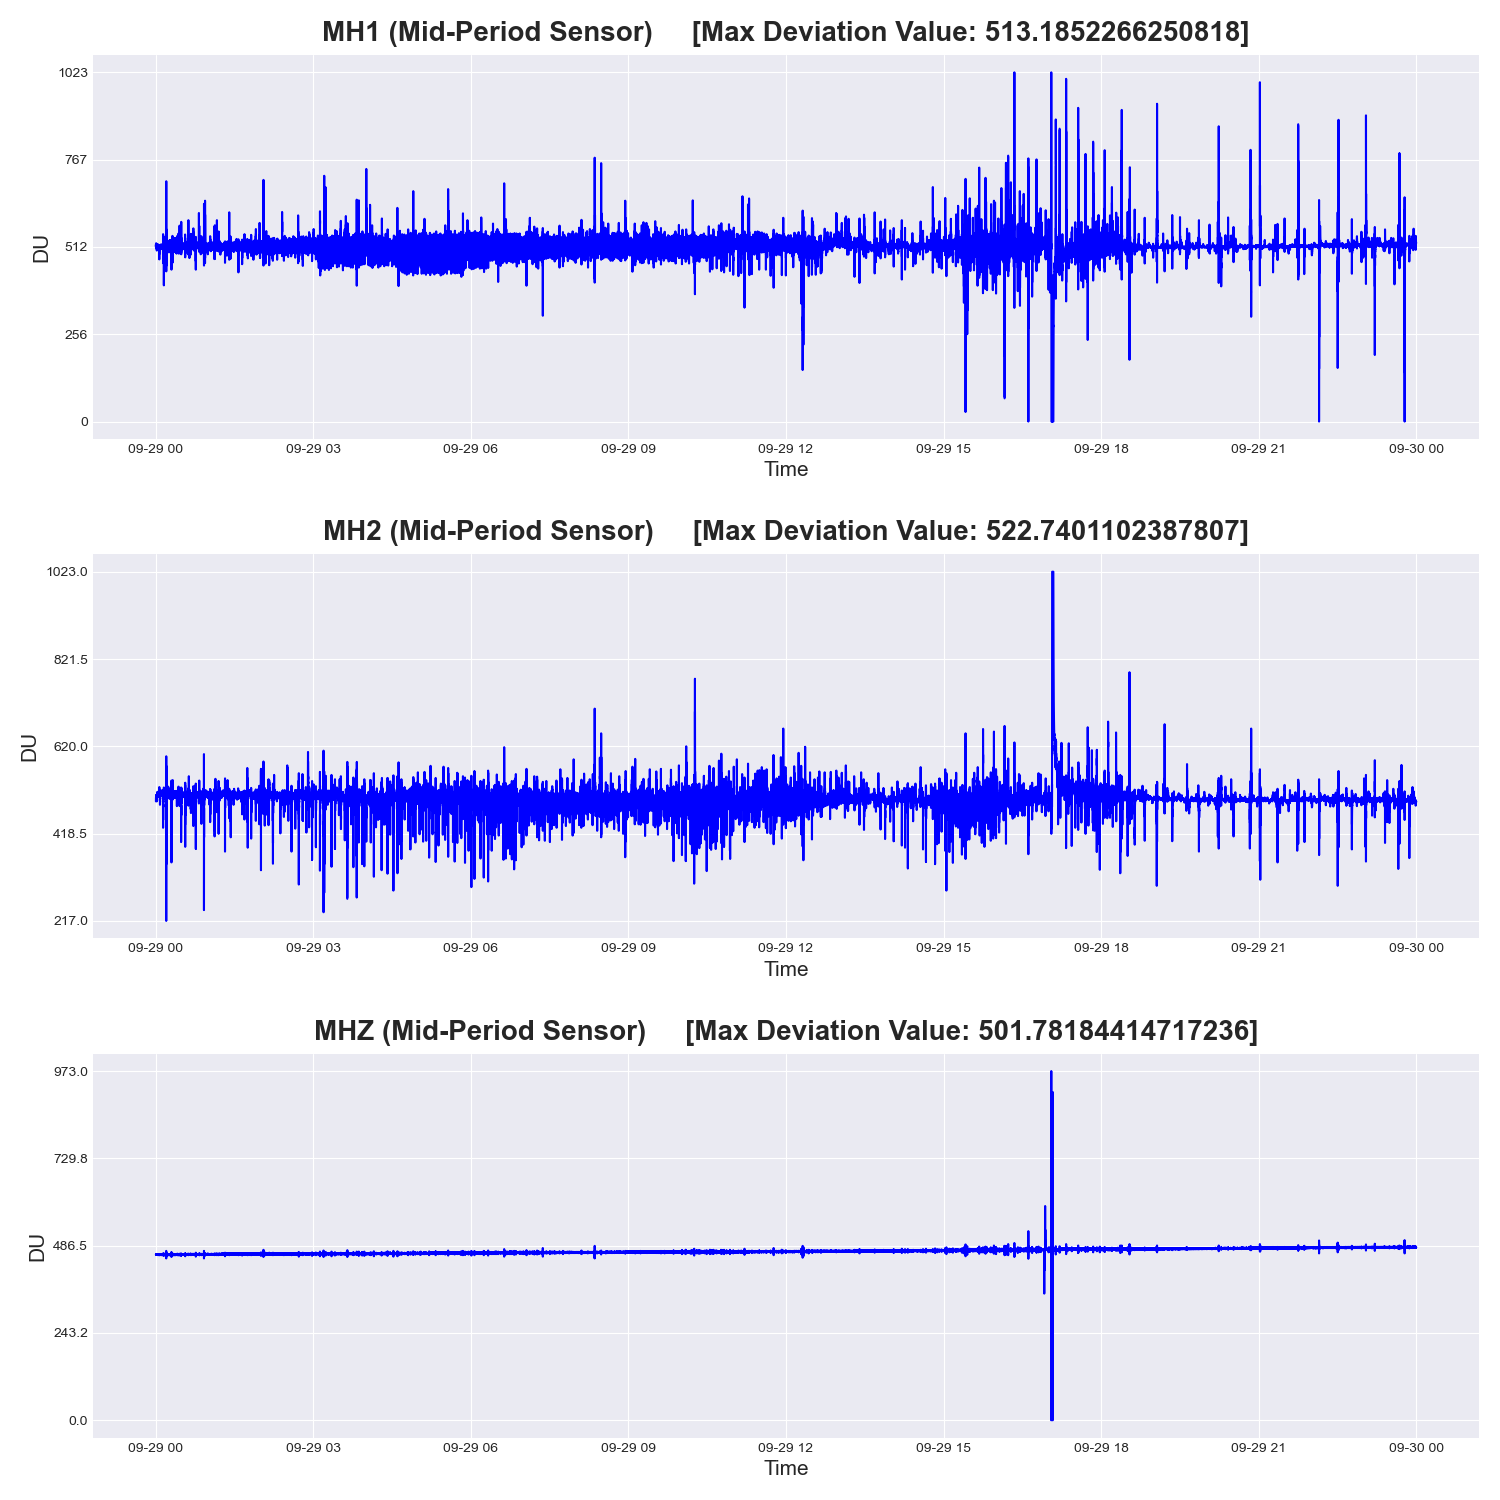 MH1 (Mid-Period Sensor) [Max Deviation Value: 513.1852266250818]
1023
767
512
256
0
DU
09-29 00 09-29 03 09-29 06 09-29 09 09-29 12 09-29 15 09-29 18 09-29 21 09-30 00
Time
MH2 (Mid-Period Sensor) [Max Deviation Value: 522.7401102387807]
1023.0
821.5
620.0
418.5
217.0
DU
09-29 00 09-29 03 09-29 06 09-29 09 09-29 12 09-29 15 09-29 18 09-29 21 09-30 00
Time
MHZ (Mid-Period Sensor) [Max Deviation Value: 501.78184414717236]
973.0
729.8
486.5
243.2
0.0
DU
09-29 00 09-29 03 09-29 06 09-29 09 09-29 12 09-29 15 09-29 18 09-29 21 09-30 00
Time